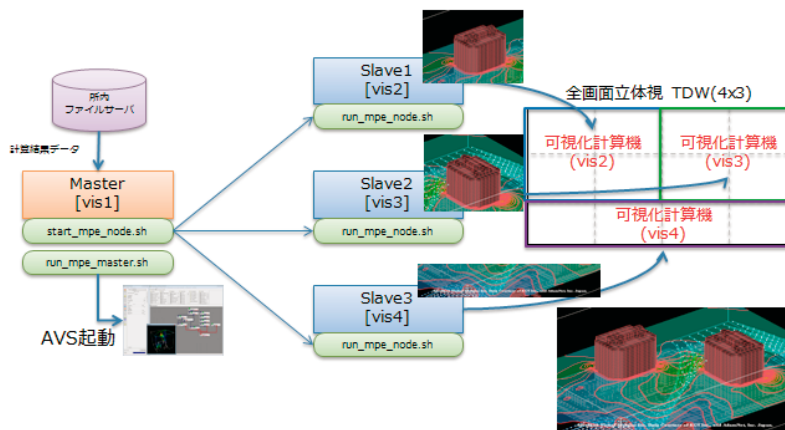 所内
ファイルサーバ
計算結果データ
Master
[vis1]
start_mpe_node.sh
run_mpe_master.sh
AVS起動
Slave1
[vis2]
run_mpe_node.sh
Slave2
[vis3]
run_mpe_node.sh
Slave3
[vis4]
run_mpe_node.sh
全画面立体視 TDW(4x3)
可視化計算機
(vis2)
可視化計算機
(vis3)
可視化計算機
(vis4)